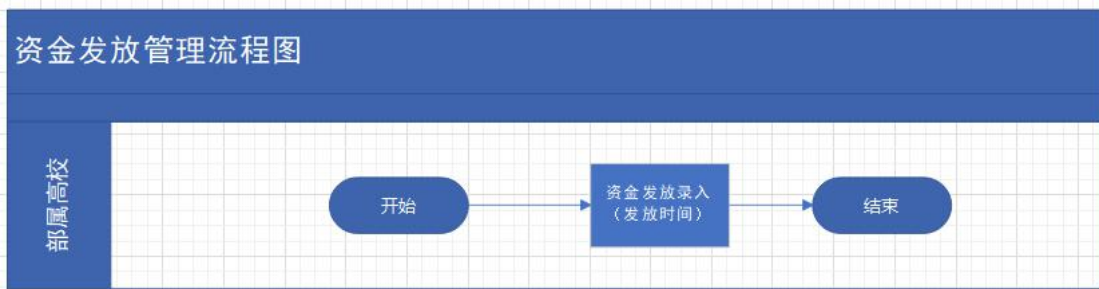 资金发放管理流程图
部属高校
开始
资金发放录入
（发放时间）
结束